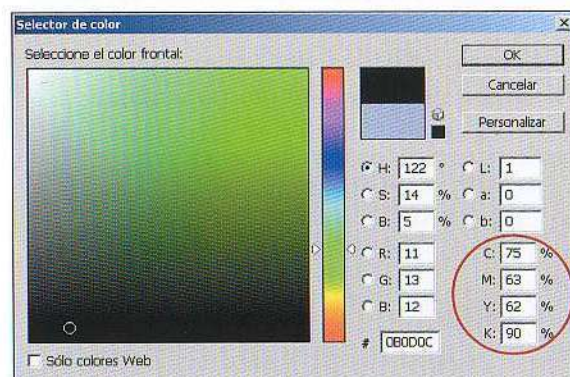 Selector de color
Seleccione el color frontal:
OK
Cancelar
Personalizar
H: 122 °
S: 14 %
B: 5 %
R: 11
G: 13
B: 12
# 0B0D0C
L: 1
a: 0
b: 0
C: 75 %
M: 63 %
Y: 62 %
K: 90 %
Sólo colores Web